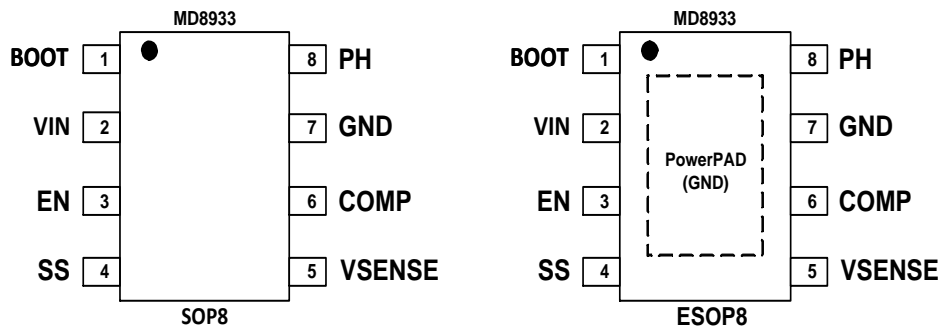 MD8933
BOOT 1 8 PH
VIN 2 7 GND
EN 3 6 COMP
SS 4 5 VSENSE
SOP8
MD8933
BOOT 1 8 PH
VIN 2 7 GND
PowerPAD
(GND)
EN 3 6 COMP
SS 4 5 VSENSE
ESOP8